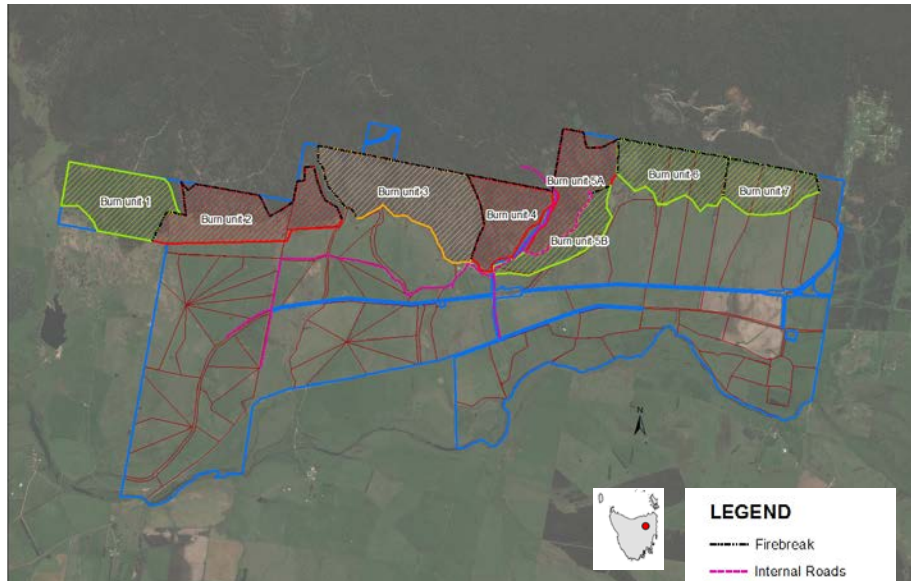 Burn unit 1
Burn unit 2
Burn unit 3
Burn unit 4
Burn unit 5A
Burn unit 5B
Burn unit 6
Burn unit 7
N
LEGEND
Firebreak
Internal Roads